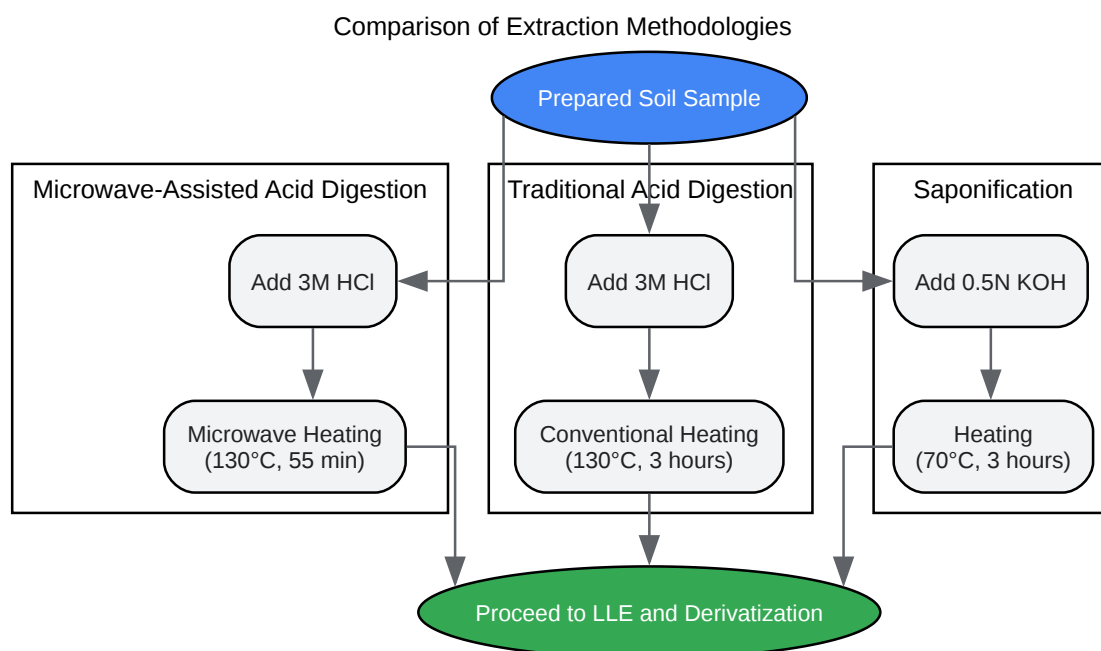 Comparison of Extraction Methodologies
Prepared Soil Sample
Microwave-Assisted Acid Digestion
Traditional Acid Digestion
Saponification
Add 3M HCl
Add 3M HCl
Add 0.5N KOH
Microwave Heating
(130°C, 55 min)
Conventional Heating
(130°C, 3 hours)
Heating
(70°C, 3 hours)
Proceed to LLE and Derivatization